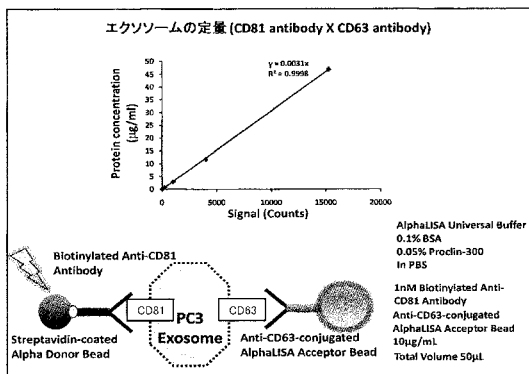 エクソソームの定量 (CD81 antibody X CD63 antibody)
y = 0.0031x
R² = 0.9998
Protein concentration
(μg/ml)
50
45
40
35
30
25
20
15
10
5
0
0
5000
10000
15000
20000
Signal (Counts)
AlphaLISA Universal Buffer
0.1% BSA
0.05% Proclin-300
In PBS
Biotinylated Anti-CD81
Antibody
CD81
PC3
Exosome
CD63
Streptavidin-coated
Alpha Donor Bead
Anti-CD63-conjugated
AlphaLISA Acceptor Bead
1nM Biotinylated Anti-
CD81 Antibody
Anti-CD63-conjugated
AlphaLISA Acceptor Bead
10μg/mL
Total Volume 50μL